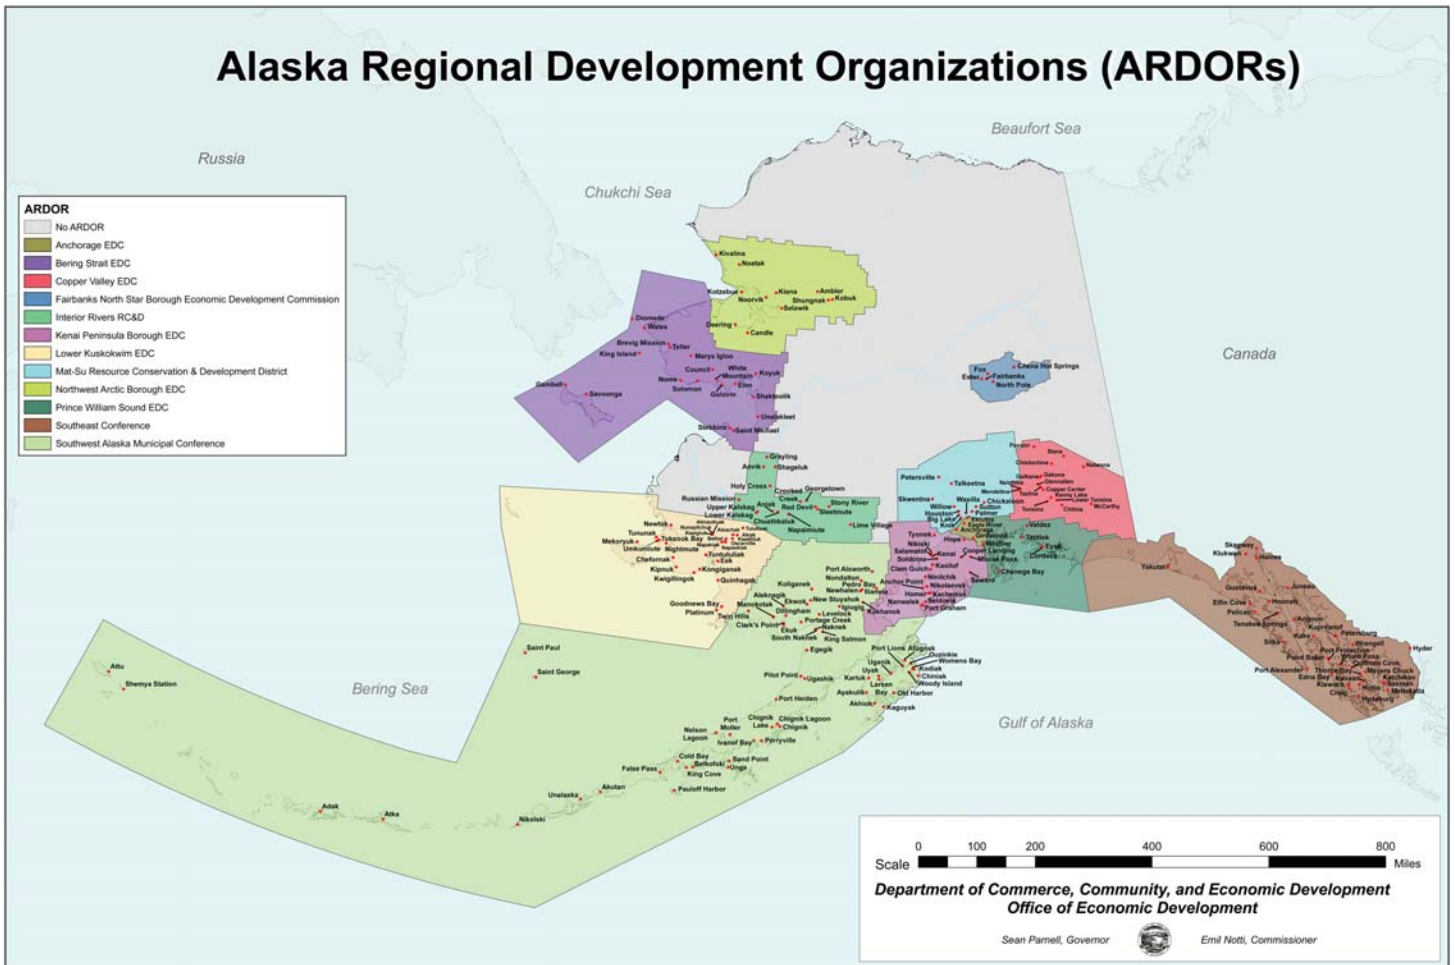 Alaska Regional Development Organizations (ARDORs)
Beaufort Sea
Russia
Chukchi Sea
Canada
Bering Sea
Gulf of Alaska
ARDOR
No ARDOR
Anchorage EDC
Bering Strait EDC
Copper Valley EDC
Fairbanks North Star Borough Economic Development Commission
Interior Rivers RC&D
Kenai Peninsula Borough EDC
Lower Kuskokwim EDC
Mat-Su Resource Conservation & Development District
Northwest Arctic Borough EDC
Prince William Sound EDC
Southeast Conference
Southwest Alaska Municipal Conference
Kivalina
Noatak
Kotzebue
Kiana
Ambler
Noorvik
Shungnak
Kobuk
Selawik
Deering
Candle
Diomede
Wales
Brevig Mission
Teller
King Island
Marys Igloo
Council
White
Mountain
Koyuk
Nome
Elim
Solomon
Golovin
Gambell
Savoonga
Shaktoolik
Unalakleet
Stebbins
Saint Michael
Fox
Chena Hot Springs
Ester
Fairbanks
North Pole
Grayling
Anvik
Shageluk
Holy Cross
Crooked
Creek
Georgetown
Russian Mission
Upper Kalskag
Aniak
Red Devil
Stony River
Sleetmute
Lower Kalskag
Chuathbaluk
Napaimiute
Lime Village
Petersville
Talkeetna
Skwentna
Willow
Wasilla
Chickaloon
Sutton
Houston
Palmer
Big Lake
Knik
Eagle River
Anchorage
Girdwood
Paxson
Slana
Chistochina
Nabesna
Gulkana
Gakona
Glennallen
Mendeltna
Tazlina
Copper Center
Kenny Lake
Lower Tonsina
Tonsina
Chitina
McCarthy
Valdez
Tatitlek
Whittier
Eyak
Cordova
Chenega Bay
Tyonek
Hope
Nikiski
Salamatof
Kenai
Cooper Landing
Soldotna
Moose Pass
Clam Gulch
Kasilof
Seward
Ninilchik
Anchor Point
Nikolaevsk
Homer
Kachemak
Nanwalek
Seldovia
Port Graham
Newtok
Tununak
Mekoryuk
Toksook Bay
Umkumiute
Nightmute
Tuntutuliak
Chefornak
Eek
Kipnuk
Kongiganak
Kwigillingok
Quinhagak
Goodnews Bay
Platinum
Port Alsworth
Nondalton
Koliganek
Pedro Bay
Newhalen
Iliamna
Aleknagik
New Stuyahok
Ekwok
Igiugig
Kokhanok
Manokotak
Dillingham
Levelock
Twin Hills
Portage Creek
Clark's Point
Naknek
Ekuk
South Naknek
King Salmon
Egegik
Port Lions
Afognak
Ouzinkie
Womens Bay
Uganik
Kodiak
Uyak
Chiniak
Karluk
Larsen
Bay
Woody Island
Ayakulik
Old Harbor
Akhiok
Kaguyak
Pilot Point
Ugashik
Port Heiden
Chignik
Lake
Chignik Lagoon
Chignik
Port
Moller
Nelson
Lagoon
Ivanof Bay
Perryville
Cold Bay
Sand Point
Belkofski
Unga
False Pass
King Cove
Pauloff Harbor
Akutan
Unalaska
Nikolski
Atka
Adak
Attu
Shemya Station
Saint Paul
Saint George
Yakutat
Skagway
Klukwan
Haines
Gustavus
Juneau
Elfin Cove
Hoonah
Pelican
Angoon
Tenakee Springs
Kupreanof
Kake
Petersburg
Sitka
Wrangell
Port Protection
Point Baker
Whale Pass
Hyder
Port Alexander
Coffman Cove
Thorne Bay
Meyers Chuck
Edna Bay
Kasaan
Ketchikan
Klawock
Saxman
Hollis
Metlakatla
Craig
Hydaburg
Scale
0 100 200 400 600 800
Miles
Department of Commerce, Community, and Economic Development
Office of Economic Development
Sean Parnell, Governor
Emil Notti, Commissioner